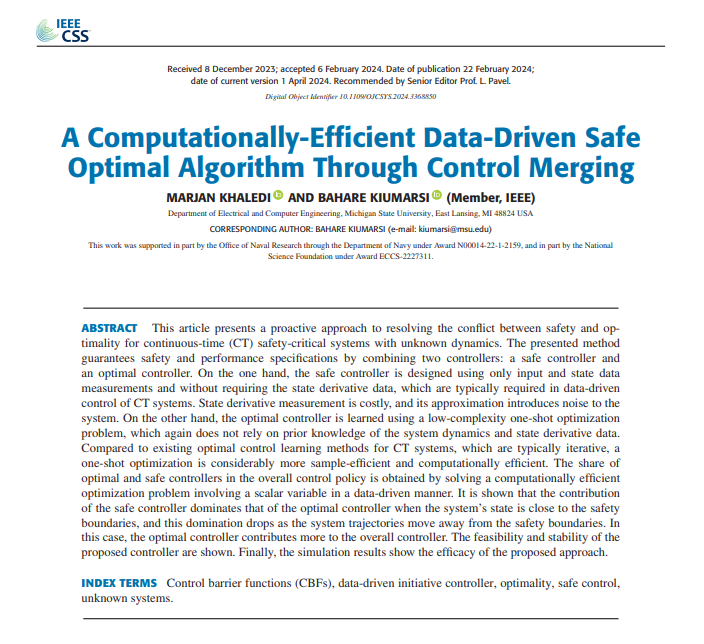 IEEE
CSS
Received 8 December 2023; accepted 6 February 2024. Date of publication 22 February 2024;
date of current version 1 April 2024. Recommended by Senior Editor Prof. L. Pavel.
Digital Object Identifier 10.1109/OJCSYS.2024.3368850
A Computationally-Efficient Data-Driven Safe
Optimal Algorithm Through Control Merging
MARJAN KHALEDI AND BAHARE KIUMARSI (Member, IEEE)
Department of Electrical and Computer Engineering, Michigan State University, East Lansing, MI 48824 USA
CORRESPONDING AUTHOR: BAHARE KIUMARSI (e-mail: kiumarsi@msu.edu)
This work was supported in part by the Office of Naval Research through the Department of Navy under Award N00014-22-1-2159, and in part by the National
Science Foundation under Award ECCS-2227311.
ABSTRACT This article presents a proactive approach to resolving the conflict between safety and op-
timality for continuous-time (CT) safety-critical systems with unknown dynamics. The presented method
guarantees safety and performance specifications by combining two controllers: a safe controller and
an optimal controller. On the one hand, the safe controller is designed using only input and state data
measurements and without requiring the state derivative data, which are typically required in data-driven
control of CT systems. State derivative measurement is costly, and its approximation introduces noise to the
system. On the other hand, the optimal controller is learned using a low-complexity one-shot optimization
problem, which again does not rely on prior knowledge of the system dynamics and state derivative data.
Compared to existing optimal control learning methods for CT systems, which are typically iterative, a
one-shot optimization is considerably more sample-efficient and computationally efficient. The share of
optimal and safe controllers in the overall control policy is obtained by solving a computationally efficient
optimization problem involving a scalar variable in a data-driven manner. It is shown that the contribution
of the safe controller dominates that of the optimal controller when the system's state is close to the safety
boundaries, and this domination drops as the system trajectories move away from the safety boundaries. In
this case, the optimal controller contributes more to the overall controller. The feasibility and stability of the
proposed controller are shown. Finally, the simulation results show the efficacy of the proposed approach.
INDEX TERMS Control barrier functions (CBFs), data-driven initiative controller, optimality, safe control,
unknown systems.